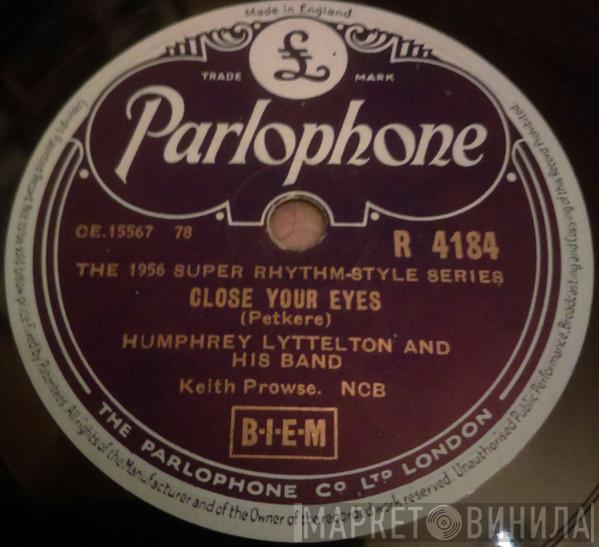 Made in England
£
TRADE MARK
Parlophone
CE.15567 78
R 4184
THE 1956 SUPER RHYTHM-STYLE SERIES
CLOSE YOUR EYES
(Petkere)
HUMPHREY LYTTELTON AND
HIS BAND
Keith Prowse. NCB
B·I·E·M
THE PARLOPHONE CO LTD LONDON
by Patentees. All rights of the Manufacturer and of the Owner of the recorded work reserved. Unauthorised Public Performance, Broadcasting and Copying of this Record Prohibited.
МАРКЕТ ВИНИЛА